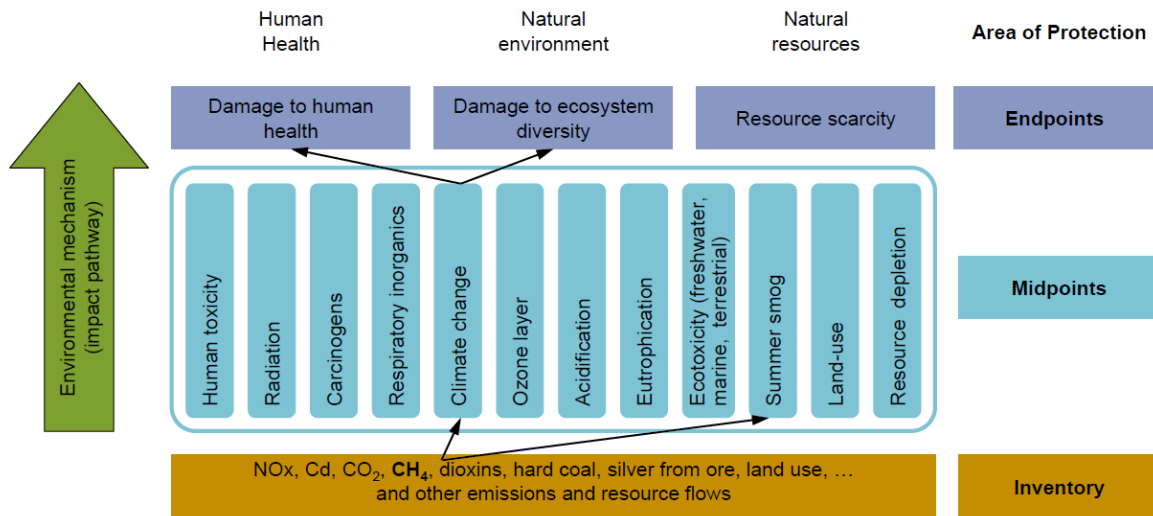 Human
Health
Natural
environment
Natural
resources
Area of Protection
Damage to human
health
Damage to ecosystem
diversity
Resource scarcity
Endpoints
Environmental mechanism
(impact pathway)
Human toxicity
Radiation
Carcinogens
Respiratory inorganics
Climate change
Ozone layer
Acidification
Eutrophication
Ecotoxicity (freshwater,
marine, terrestrial)
Summer smog
Land-use
Resource depletion
Midpoints
NOx, Cd, CO₂, CH₄, dioxins, hard coal, silver from ore, land use, …
and other emissions and resource flows
Inventory